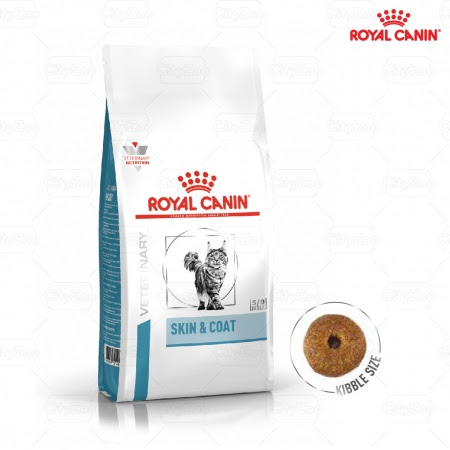 ROYAL CANIN
VETERINARY
NUTRITION
ROYAL CANIN
VETERINARY
SKIN & COAT
KIBBLE SIZE